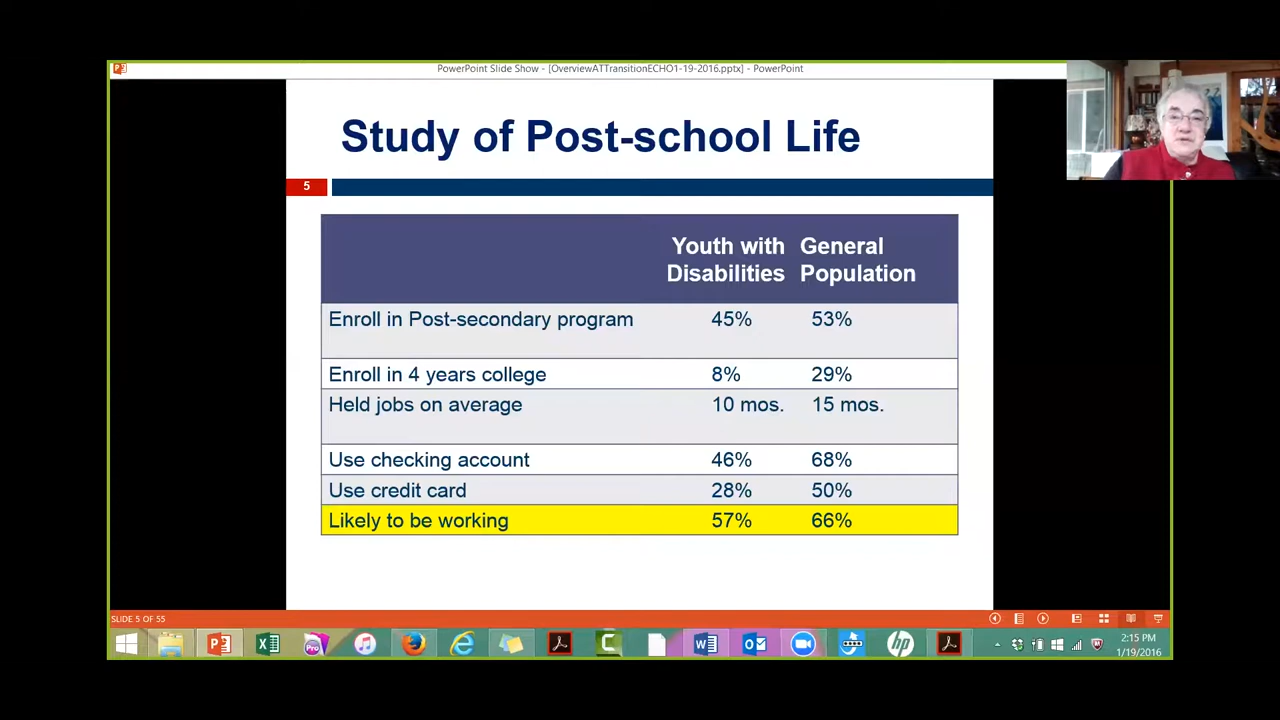 PowerPoint Slide Show - [OverviewATTransitionECHO1-19-2016.pptx] - PowerPoint
Study of Post-school Life
5
Youth with Disabilities General Population
Enroll in Post-secondary program 45% 53%
Enroll in 4 years college 8% 29%
Held jobs on average 10 mos. 15 mos.
Use checking account 46% 68%
Use credit card 28% 50%
Likely to be working 57% 66%
SLIDE 5 OF 55
Pro
2:15 PM
1/19/2016